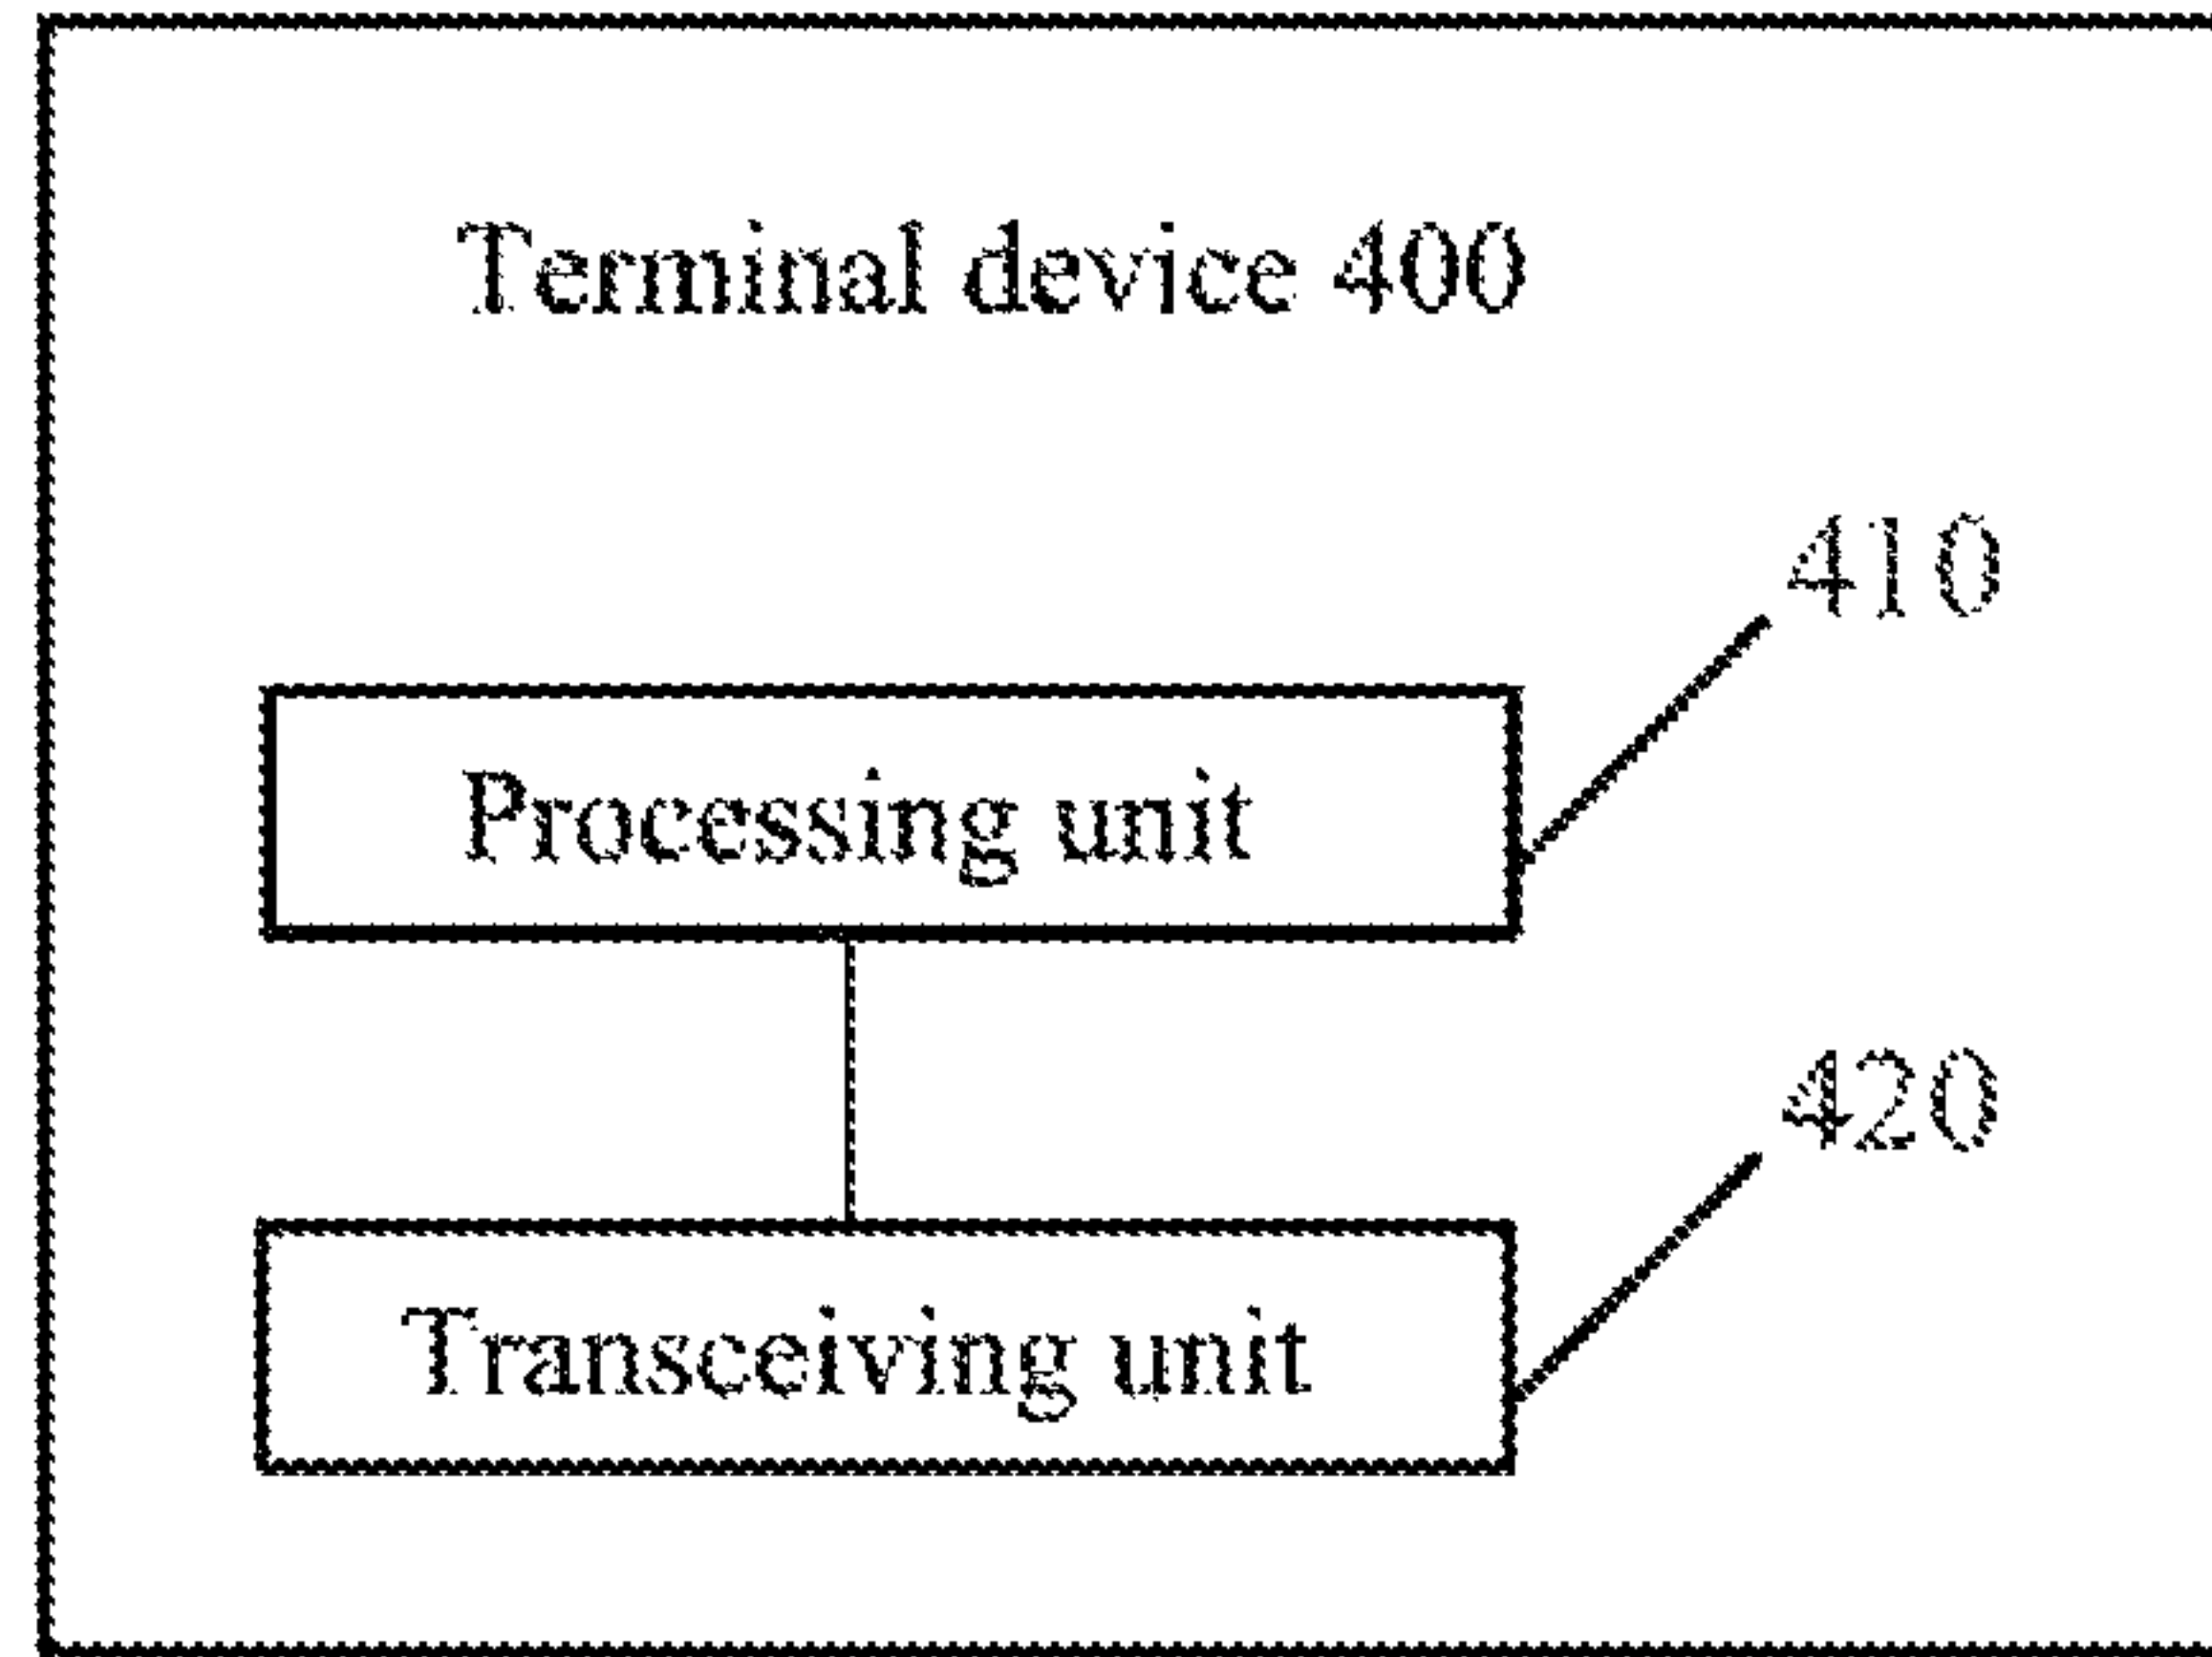 Terminal device 400
410
Processing unit
420
Transceiving unit